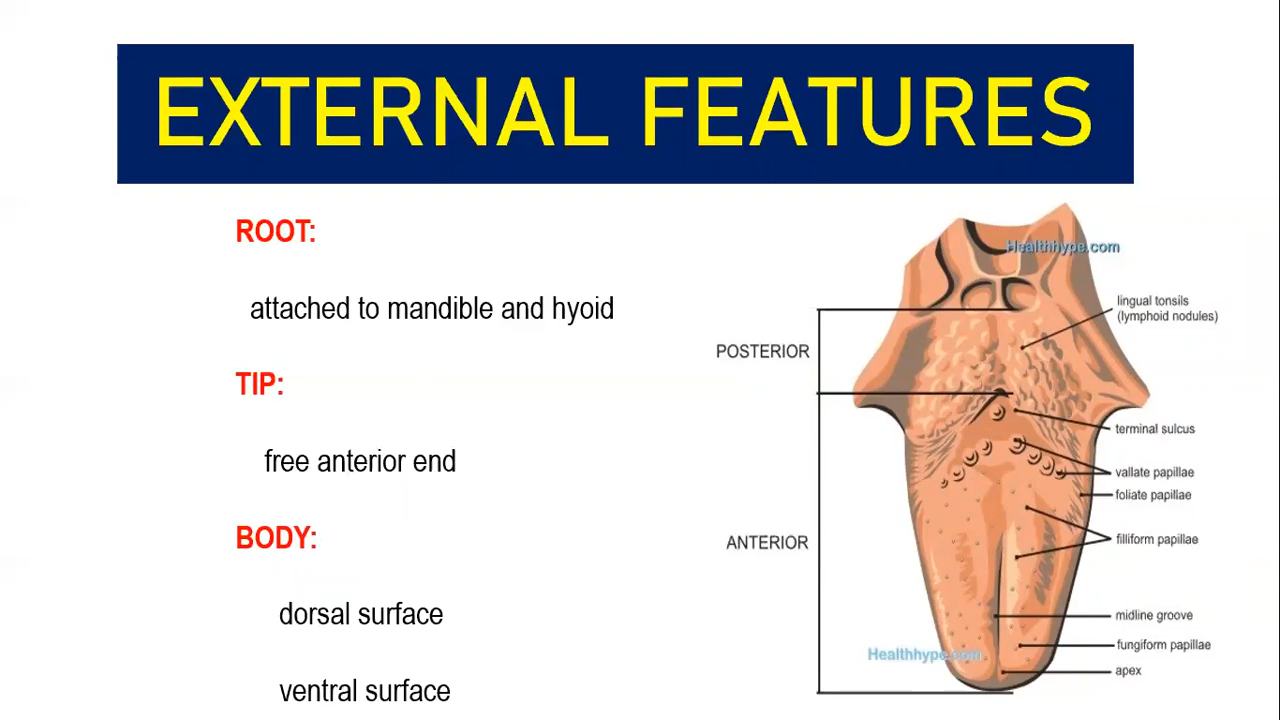 EXTERNAL FEATURES
ROOT:
attached to mandible and hyoid
TIP:
free anterior end
BODY:
dorsal surface
ventral surface
Healthhype.com
lingual tonsils
(lymphoid nodules)
POSTERIOR
terminal sulcus
vallate papillae
foliate papillae
filliform papillae
ANTERIOR
midline groove
fungiform papillae
Healthhype.com
apex